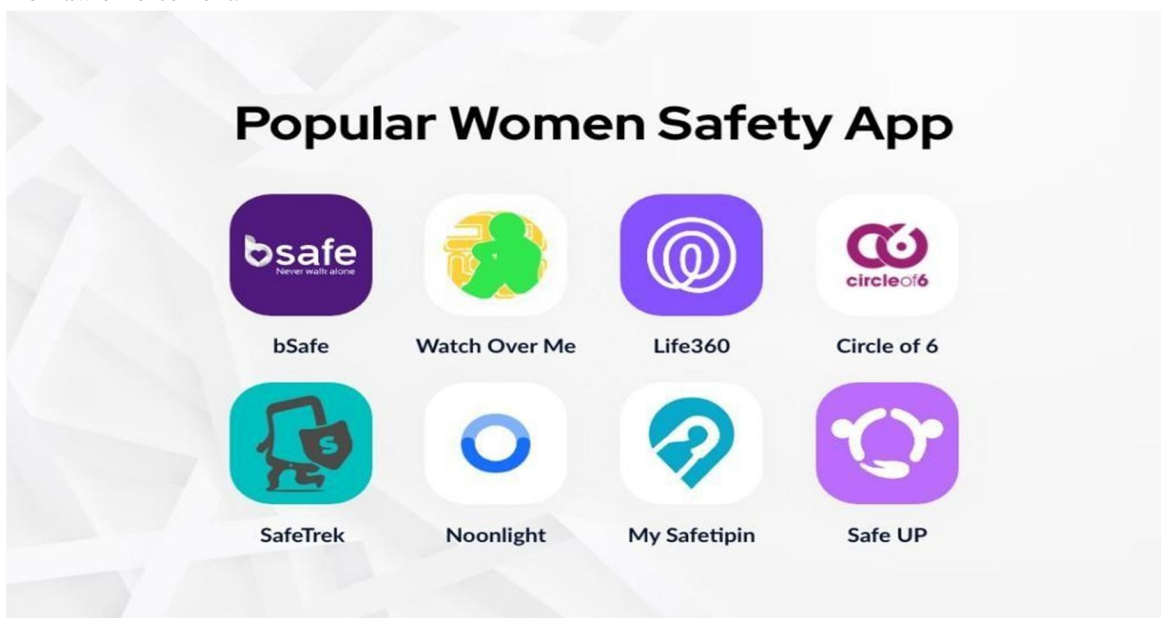 Popular Women Safety App
bsafe
Never walk alone
circleof6
bSafe
Watch Over Me
Life360
Circle of 6
S
SafeTrek
Noonlight
My Safetipin
Safe UP